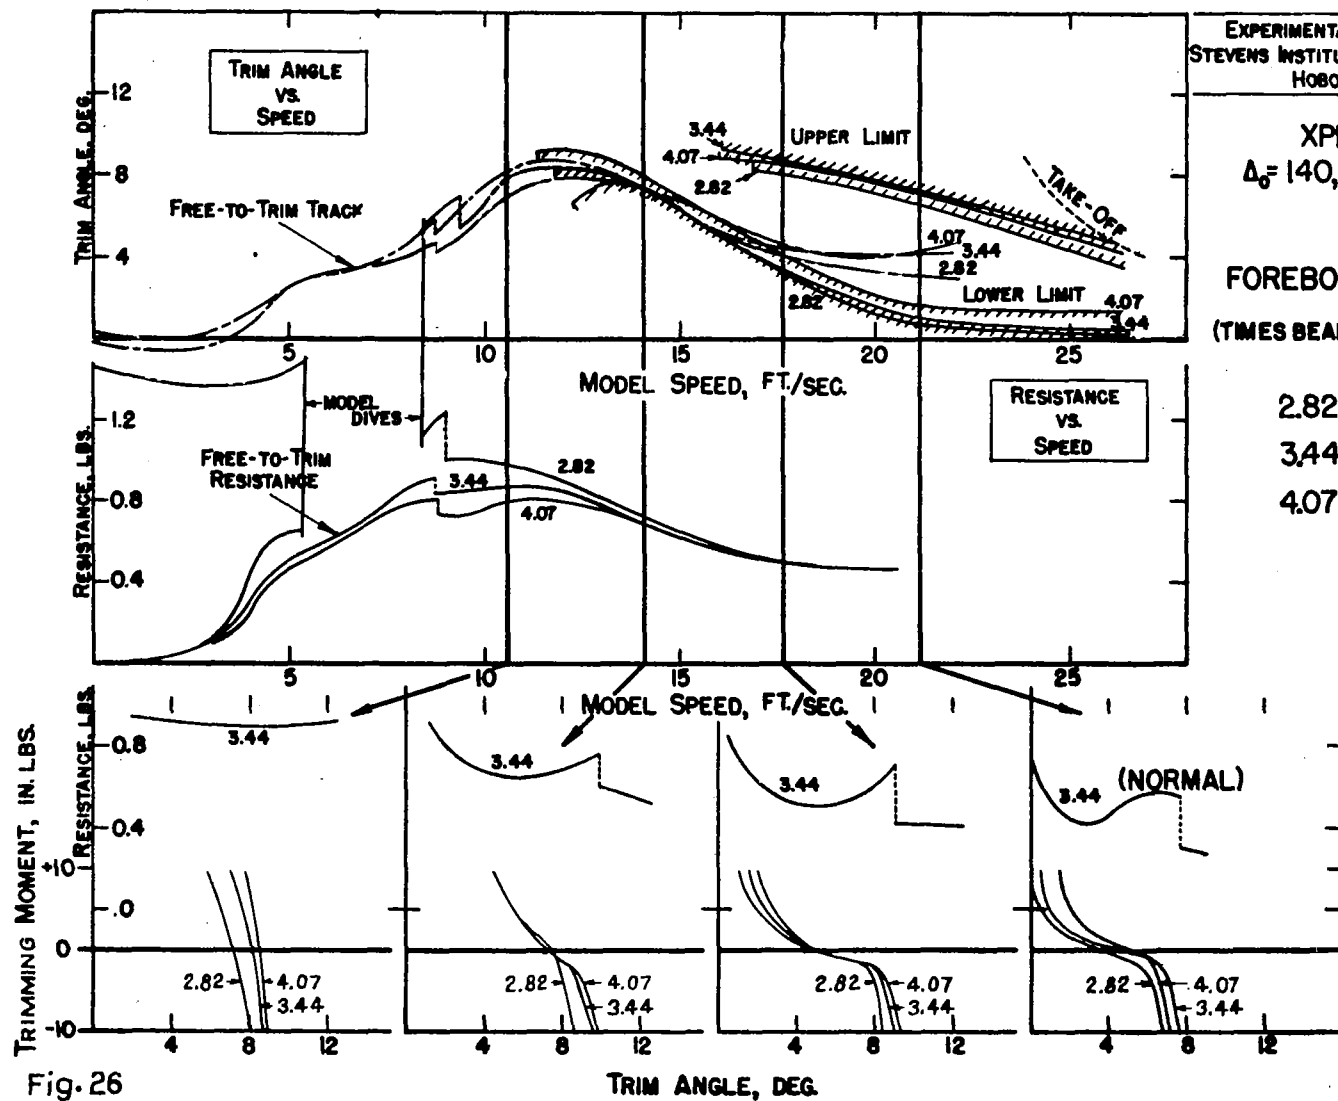 TRIM ANGLE
VS.
SPEED
EXPERIMENTA
STEVENS INSTITU
HOBO
TRIM ANGLE, DEG.
12
8
4
3.44
4.07
2.82
UPPER LIMIT
TAKE-OFF
XP
Δ₀= 140,
FREE-TO-TRIM TRACK
4.07
3.44
2.82
2.82
LOWER LIMIT
4.07
FOREBO
(TIMES BEA
5
10
15
20
25
MODEL SPEED, FT./SEC.
RESISTANCE, LBS.
1.2
0.8
0.4
MODEL
DIVES
FREE-TO-TRIM
RESISTANCE
2.82
3.44
4.07
RESISTANCE
VS.
SPEED
2.82
3.44
4.07
5
10
15
20
25
MODEL SPEED, FT./SEC.
TRIMMING MOMENT, IN. LBS.
RESISTANCE, LBS.
0.8
0.4
+10
.0
0
-10
3.44
3.44
3.44
3.44
(NORMAL)
2.82
4.07
3.44
2.82
4.07
3.44
2.82
4.07
3.44
2.82
4.07
3.44
4
8
12
4
8
12
4
8
12
4
8
12
Fig. 26
TRIM ANGLE, DEG.